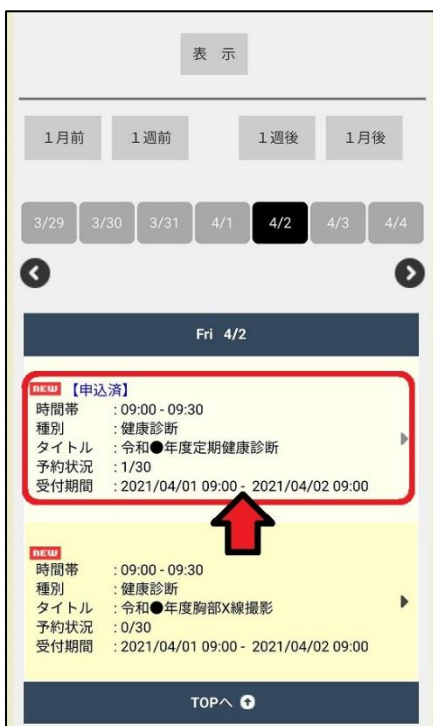 表 示
1月前 1週前 1週後 1月後
3/29 3/30 3/31 4/1 4/2 4/3 4/4
Fri 4/2
NEW 【申込済】
時間帯 : 09:00 - 09:30
種別 : 健康診断
タイトル : 令和●年度定期健康診断
予約状況 : 1/30
受付期間 : 2021/04/01 09:00 - 2021/04/02 09:00
NEW
時間帯 : 09:00 - 09:30
種別 : 健康診断
タイトル : 令和●年度胸部X線撮影
予約状況 : 0/30
受付期間 : 2021/04/01 09:00 - 2021/04/02 09:00
TOPへ